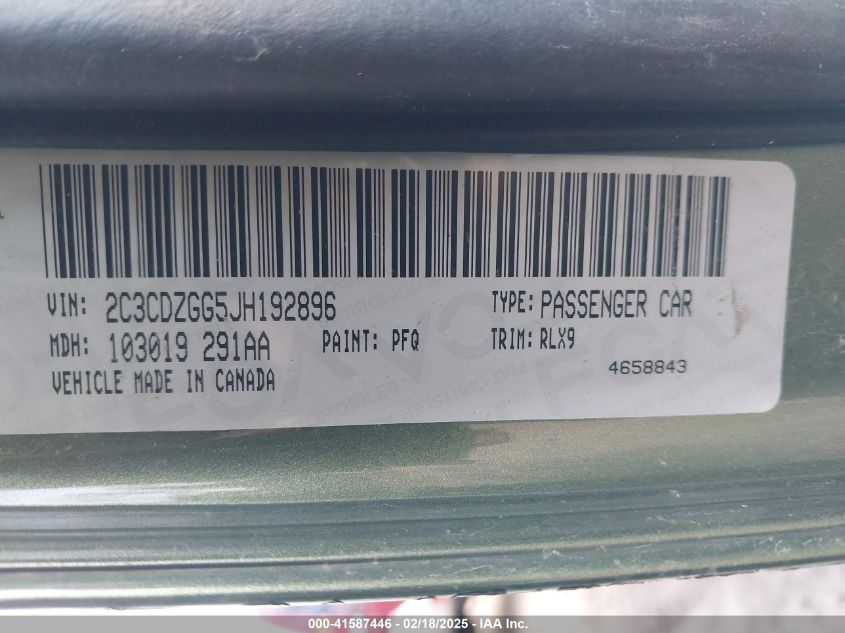 VIN: 2C3CDZGG5JH192896 TYPE: PASSENGER CAR
MDH: 103019 291AA PAINT: PFQ TRIM: RLX9
VEHICLE MADE IN CANADA 4658843
000-41587446 - 02/18/2025 - IAA Inc.